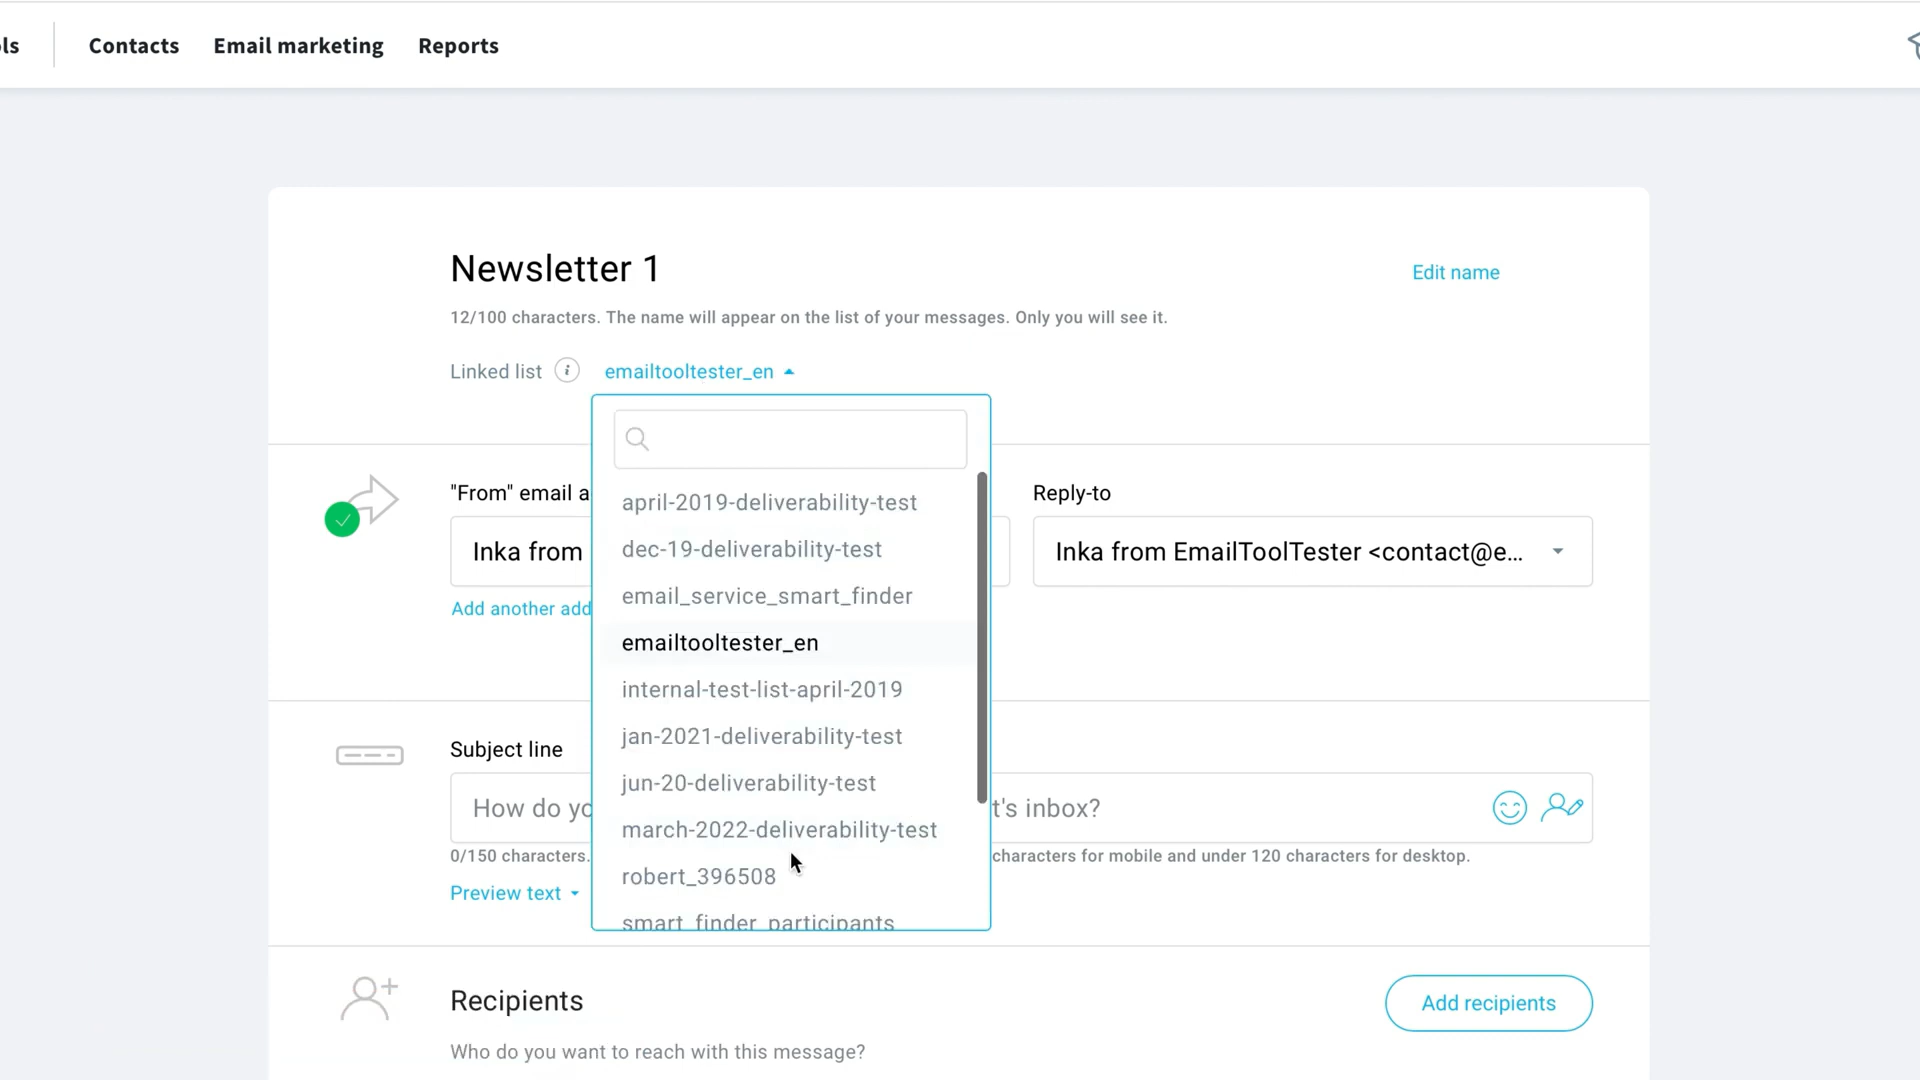 ls Contacts Email marketing Reports
Newsletter 1 Edit name
12/100 characters. The name will appear on the list of your messages. Only you will see it.
Linked list i emailtooltester_en
"From" email a Reply-to
Inka from Inka from EmailToolTester <contact@e...
Add another add
april-2019-deliverability-test
dec-19-deliverability-test
email_service_smart_finder
emailtooltester_en
internal-test-list-april-2019
jan-2021-deliverability-test
jun-20-deliverability-test
march-2022-deliverability-test
robert_396508
smart_finder_participants
Subject line
How do yo t's inbox?
0/150 characters. characters for mobile and under 120 characters for desktop.
Preview text
Recipients Add recipients
Who do you want to reach with this message?